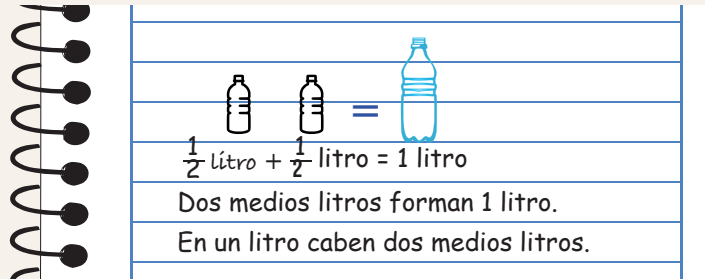 1/2 litro + 1/2 litro = 1 litro
Dos medios litros forman 1 litro.
En un litro caben dos medios litros.